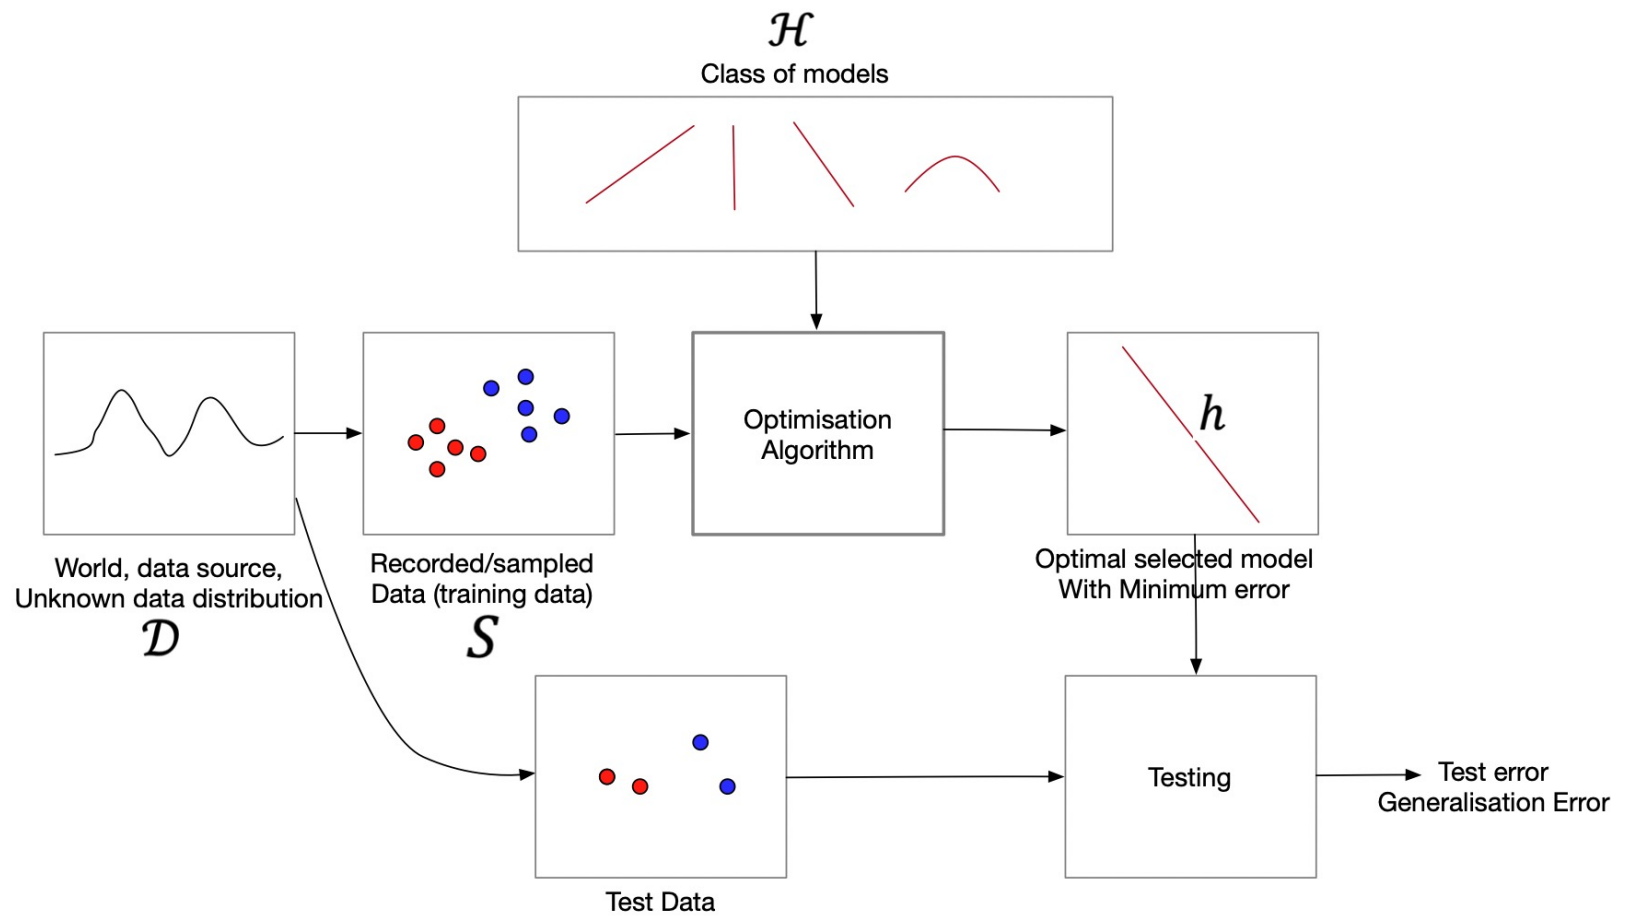 ℋ
Class of models
Optimisation
Algorithm
h
World, data source,
Unknown data distribution
𝒟
Recorded/sampled
Data (training data)
S
Optimal selected model
With Minimum error
Test Data
Testing
Test error
Generalisation Error